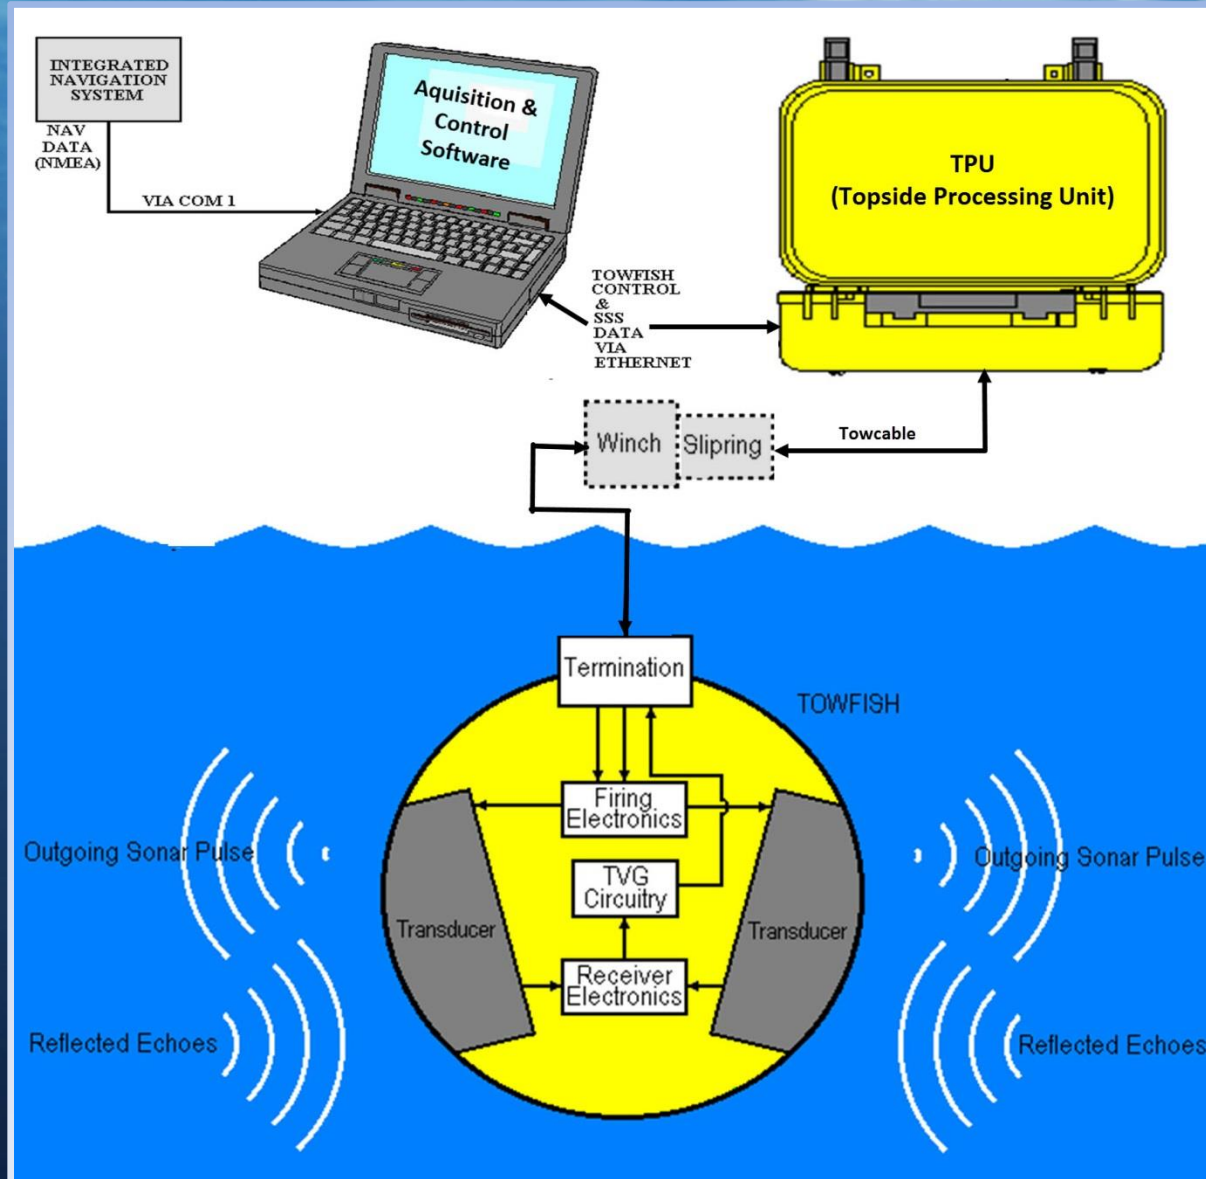 INTEGRATED
NAVIGATION
SYSTEM
NAV
DATA
(NMEA)
VIA COM 1
Aquisition &
Control
Software
TPU
(Topside Processing Unit)
TOWFISH
CONTROL
&
SSS
DATA
VIA
ETHERNET
Winch
Slipring
Towcable
Termination
TOWFISH
Firing
Electronics
Outgoing Sonar Pulse
Outgoing Sonar Pulse
TVG
Circuitry
Transducer
Transducer
Receiver
Electronics
Reflected Echoes
Reflected Echoes